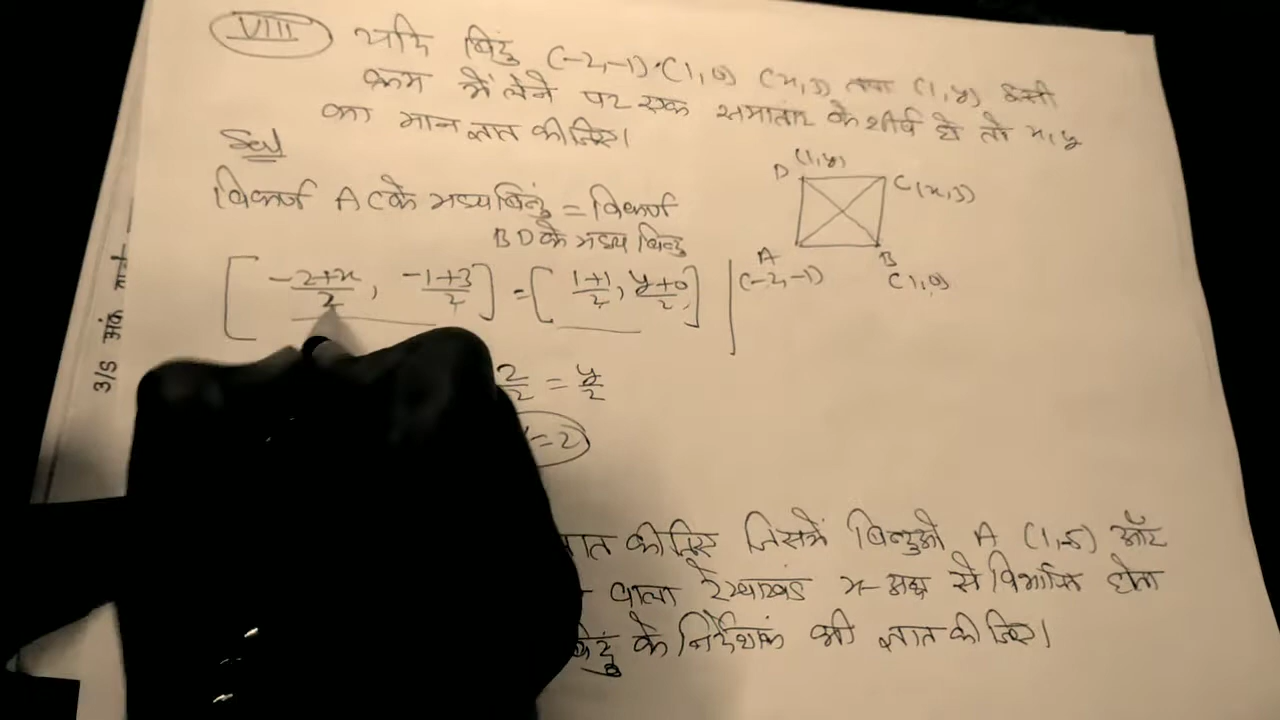 VIII यदि बिंदु (-2,-1), (1,0) (x,3) तथा (1,y) इसी
क्रम में लेने पर एक समांतर के शीर्ष हो तो x,y
का मान ज्ञात कीजिए।
Sol
विकर्ण AC के मध्य बिन्दु = विकर्ण
BD के मध्य बिन्दु
[ -2+x/2, -1+3/2 ] = [ 1+1/2, y+0/2 ]
D (1,y)
C (x,3)
A
(-2,-1)
B
(1,0)
2/2 = y/2
=2
ज्ञात कीजिए जिसमें बिन्दुओ A (1,-5) और
वाला रेखाखंड x-अक्ष से विभाजित होता
बिंदु के निर्देशांक भी ज्ञात कीजिए।
3/S अंक